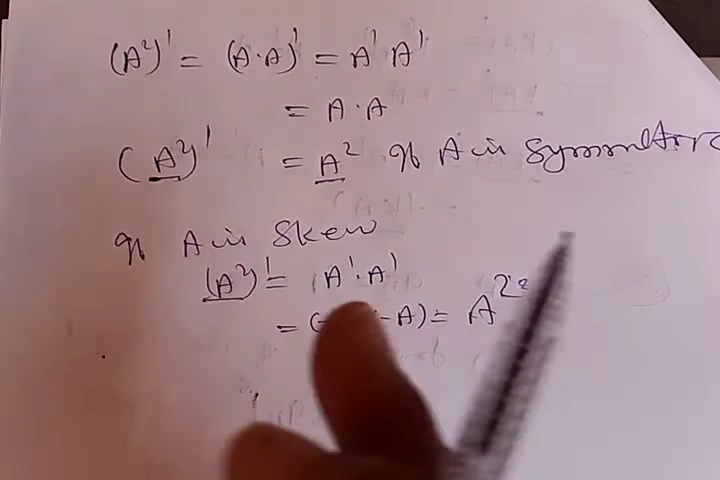 (A²)' = (A·A)' = A' A'
= A·A
(A²)' = A² If A is Symmetric
If A is Skew
(A²)' = A'·A'
= (- -A) = A²